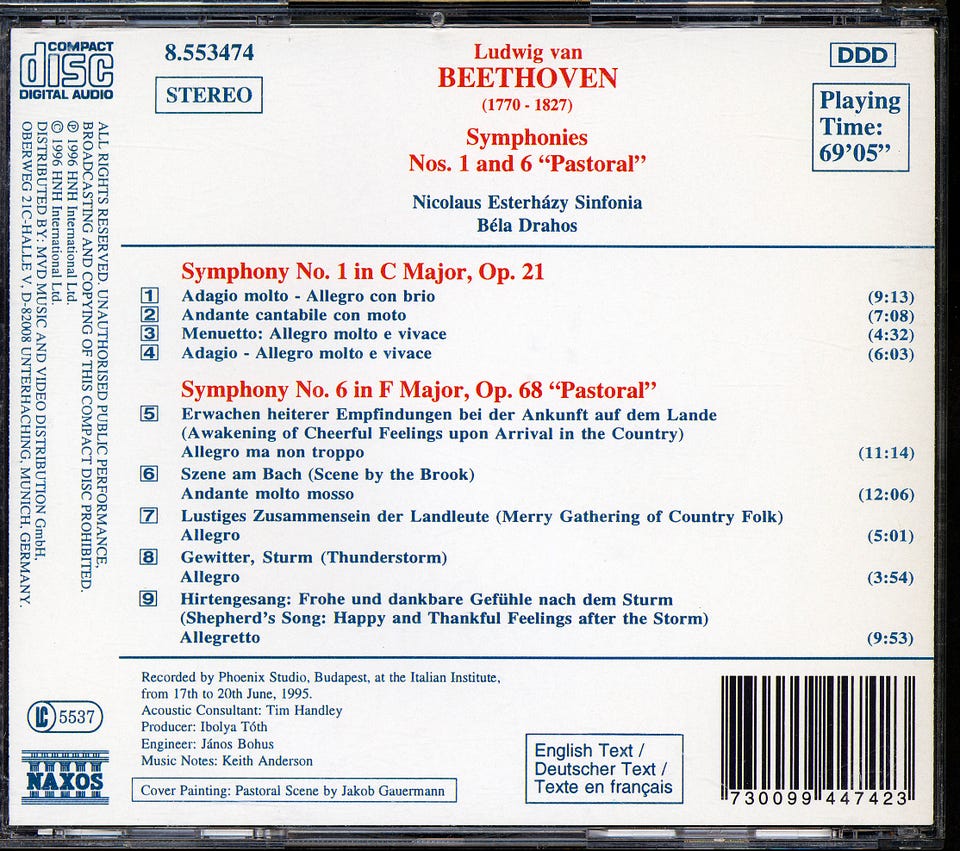 COMPACT
disc
DIGITAL AUDIO
8.553474
STEREO
Ludwig van
BEETHOVEN
(1770 - 1827)
Symphonies
Nos. 1 and 6 “Pastoral”
Nicolaus Esterházy Sinfonia
Béla Drahos
DDD
Playing
Time:
69’05”
ALL RIGHTS RESERVED. UNAUTHORISED PUBLIC PERFORMANCE,
BROADCASTING AND COPYING OF THIS COMPACT DISC PROHIBITED.
℗ 1996 HNH International Ltd.
© 1996 HNH International Ltd.
DISTRIBUTED BY: MVD MUSIC AND VIDEO DISTRIBUTION GmbH,
OBERWEG 21C-HALLE V, D-82008 UNTERHACHING, MUNICH, GERMANY.
Symphony No. 1 in C Major, Op. 21
1 Adagio molto - Allegro con brio (9:13)
2 Andante cantabile con moto (7:08)
3 Menuetto: Allegro molto e vivace (4:32)
4 Adagio - Allegro molto e vivace (6:03)
Symphony No. 6 in F Major, Op. 68 “Pastoral”
5 Erwachen heiterer Empfindungen bei der Ankunft auf dem Lande
(Awakening of Cheerful Feelings upon Arrival in the Country)
Allegro ma non troppo (11:14)
6 Szene am Bach (Scene by the Brook)
Andante molto mosso (12:06)
7 Lustiges Zusammensein der Landleute (Merry Gathering of Country Folk)
Allegro (5:01)
8 Gewitter, Sturm (Thunderstorm)
Allegro (3:54)
9 Hirtengesang: Frohe und dankbare Gefühle nach dem Sturm
(Shepherd’s Song: Happy and Thankful Feelings after the Storm)
Allegretto (9:53)
Recorded by Phoenix Studio, Budapest, at the Italian Institute,
from 17th to 20th June, 1995.
Acoustic Consultant: Tim Handley
Producer: Ibolya Tóth
Engineer: János Bohus
Music Notes: Keith Anderson
Cover Painting: Pastoral Scene by Jakob Gauermann
LC 5537
NAXOS
English Text /
Deutscher Text /
Texte en français
730099 447423